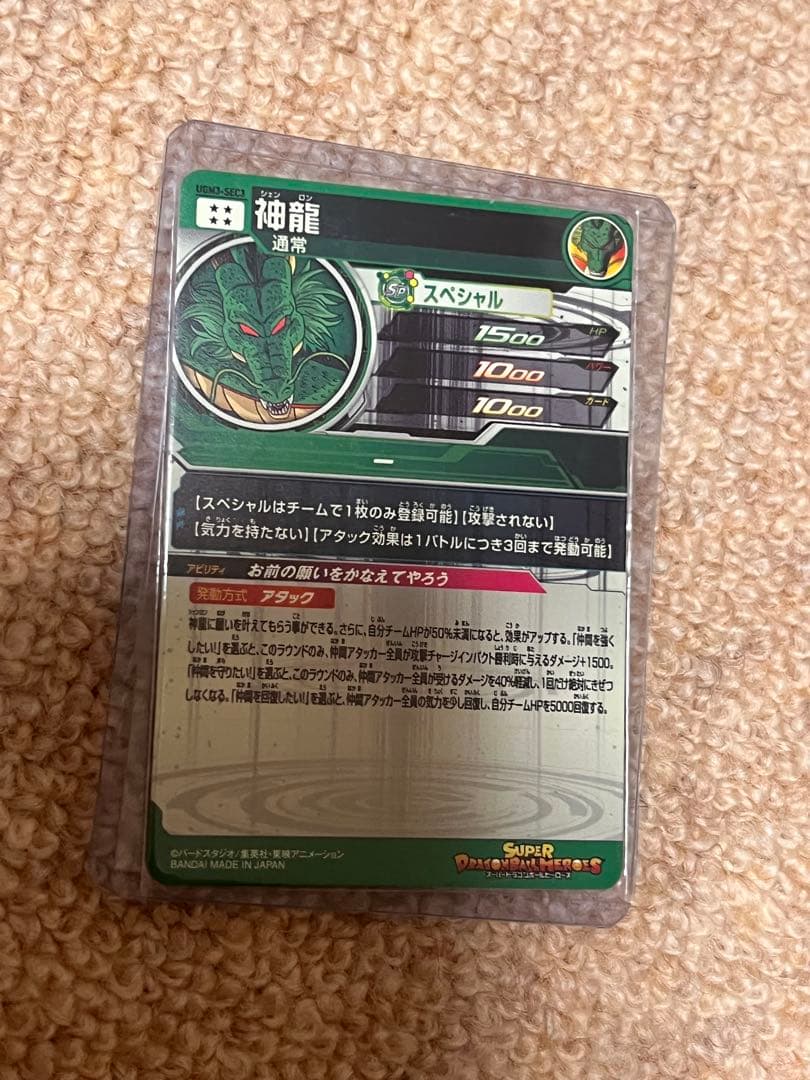 UGM3-SEC3
シェン ロン
神龍
通常
Sp スペシャル
1500 HP
1000 パワー
1000 ガード
【スペシャルはチームで1枚のみ登録可能】【攻撃されない】
【気力を持たない】【アタック効果は1バトルにつき3回まで発動可能】
アビリティ お前の願いをかなえてやろう
発動方式 アタック
神龍に願いを叶えてもらう事ができる。さらに、自分チームHPが50%未満になると、効果がアップする。「仲間を強く
したい!」を選ぶと、このラウンドのみ、仲間アタッカー全員が攻撃チャージインパクト勝利時に与えるダメージ+1500。
「仲間を守りたい!」を選ぶと、このラウンドのみ、仲間アタッカー全員が受けるダメージを40%軽減し、1回だけ絶対にきぜつ
しなくなる。「仲間を回復したい!」を選ぶと、仲間アタッカー全員の気力を少し回復し、自分チームHPを5000回復する。
©バードスタジオ/集英社・東映アニメーション
BANDAI MADE IN JAPAN
SUPER
DRAGONBALL HEROES
スーパードラゴンボールヒーローズ